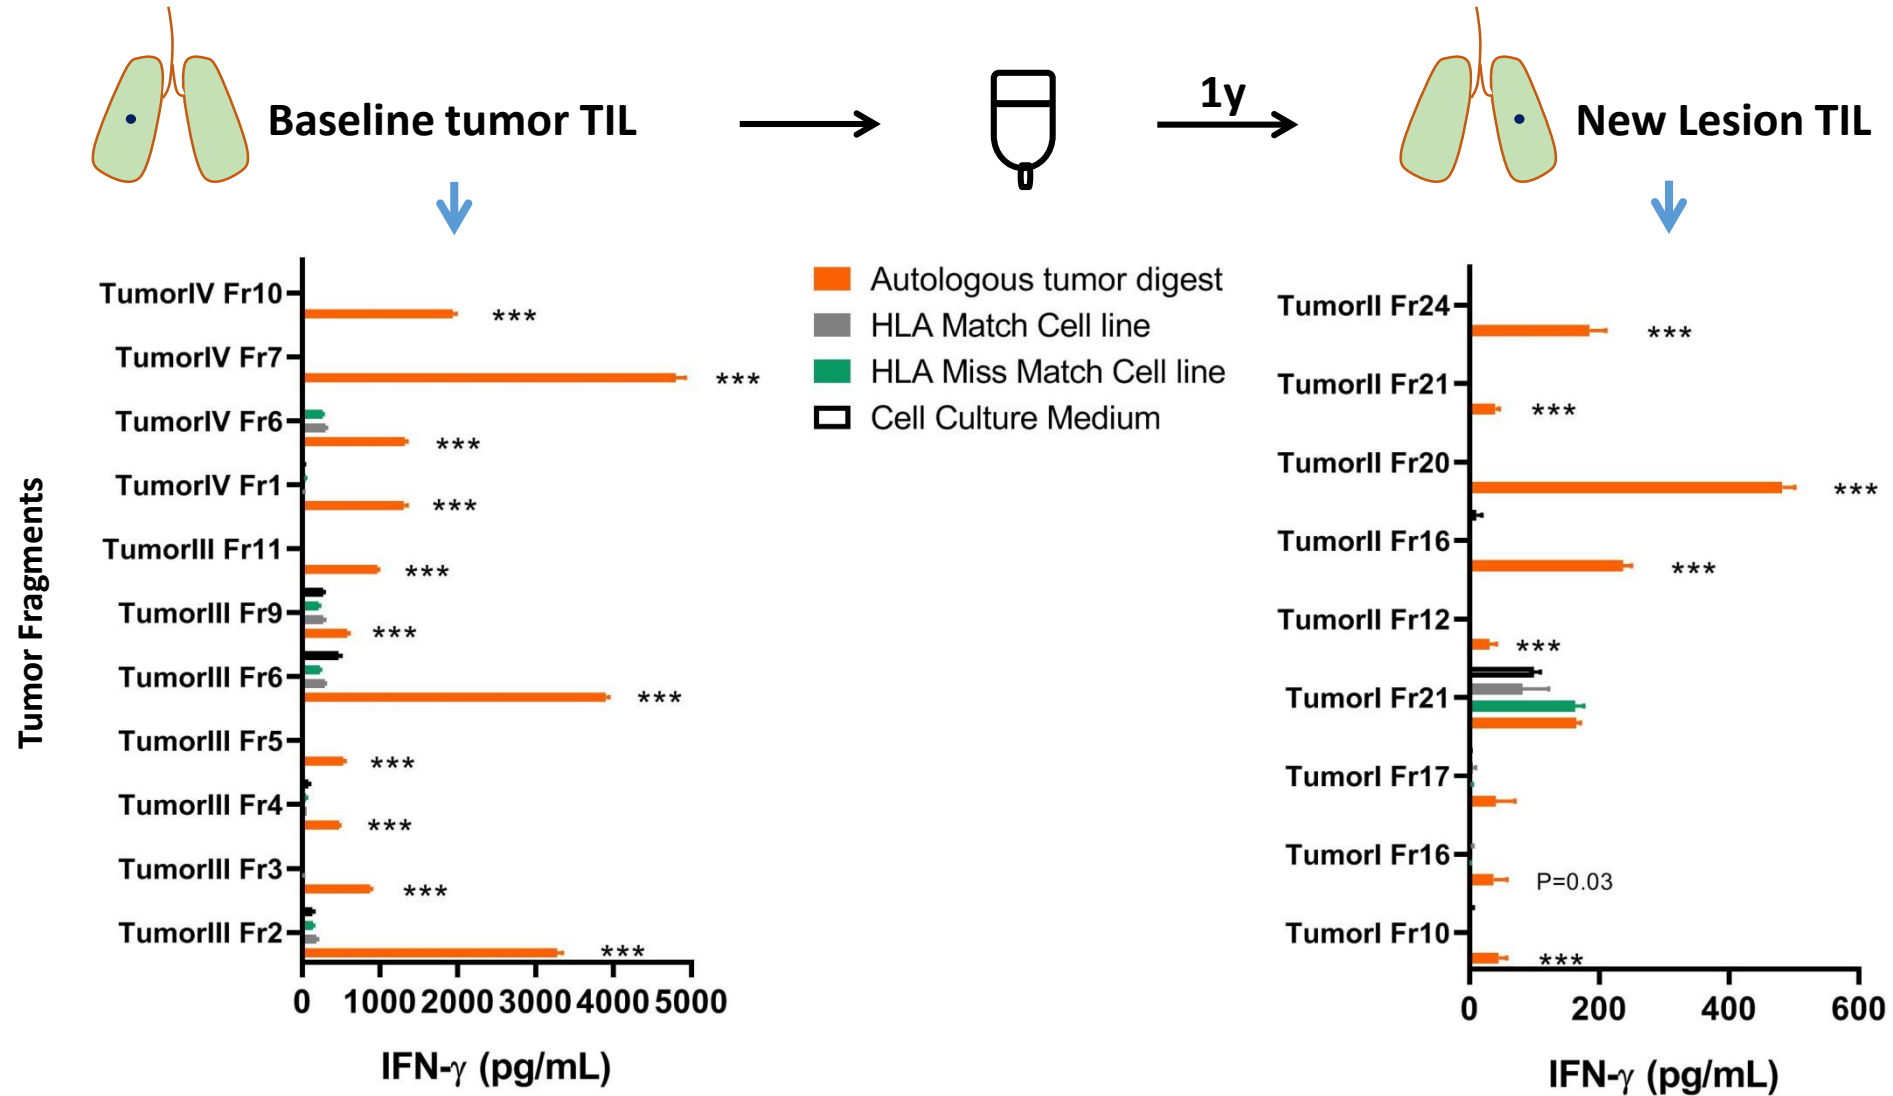 Baseline tumor TIL
1y
New Lesion TIL
Autologous tumor digest
HLA Match Cell line
HLA Miss Match Cell line
Cell Culture Medium
Tumor Fragments
TumorIV Fr10
***
TumorIV Fr7
***
TumorIV Fr6
***
TumorIV Fr1
***
TumorIII Fr11
***
TumorIII Fr9
***
TumorIII Fr6
***
TumorIII Fr5
***
TumorIII Fr4
***
TumorIII Fr3
***
TumorIII Fr2
***
0 1000 2000 3000 4000 5000
IFN-γ (pg/mL)
TumorII Fr24
***
TumorII Fr21
***
TumorII Fr20
***
TumorII Fr16
***
TumorII Fr12
***
TumorI Fr21
TumorI Fr17
TumorI Fr16
P=0.03
TumorI Fr10
***
0 200 400 600
IFN-γ (pg/mL)